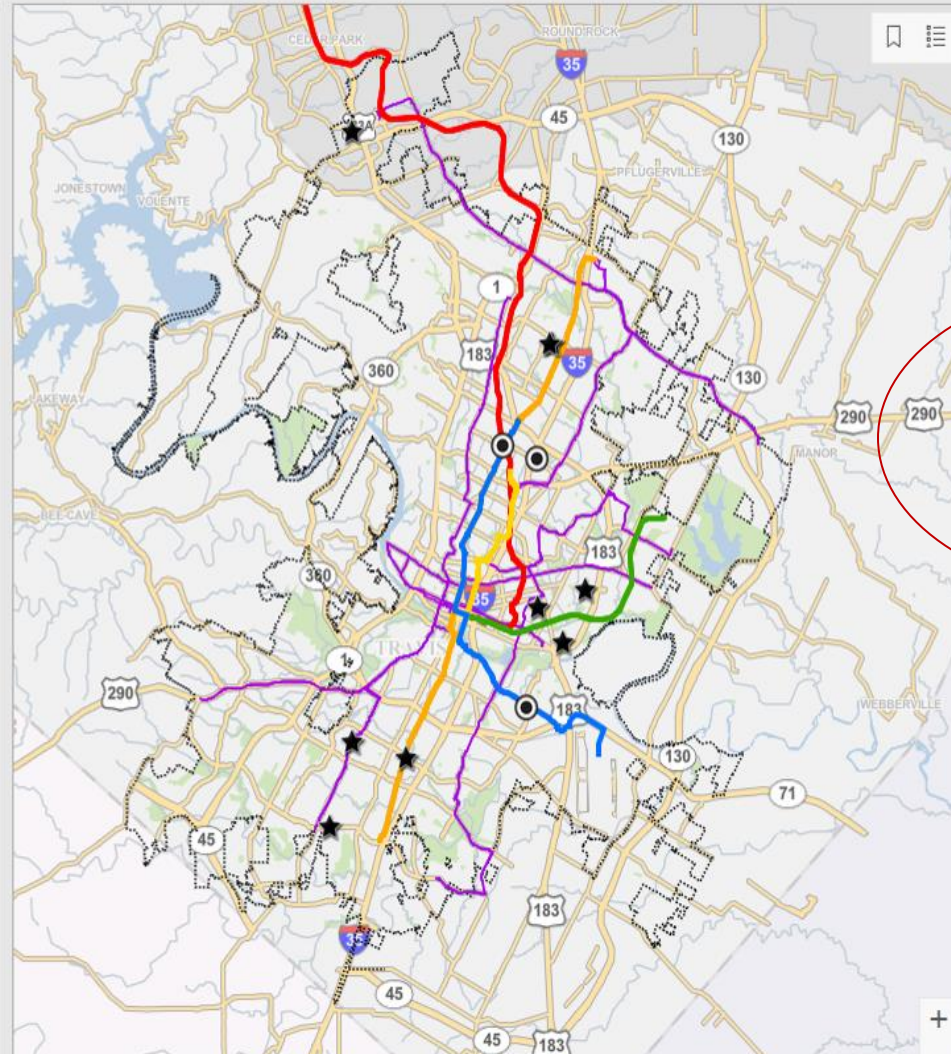 CEDAR PARK
ROUND ROCK
35
45
130
JONESTOWN
VOLENTE
PFLUGERVILLE
1
183
35
360
130
LAKEWAY
290
290
MANOR
BEE CAVE
183
360
35
TRAVIS
1
290
183
WEBBERVILLE
130
71
45
183
35
45
45
183
+